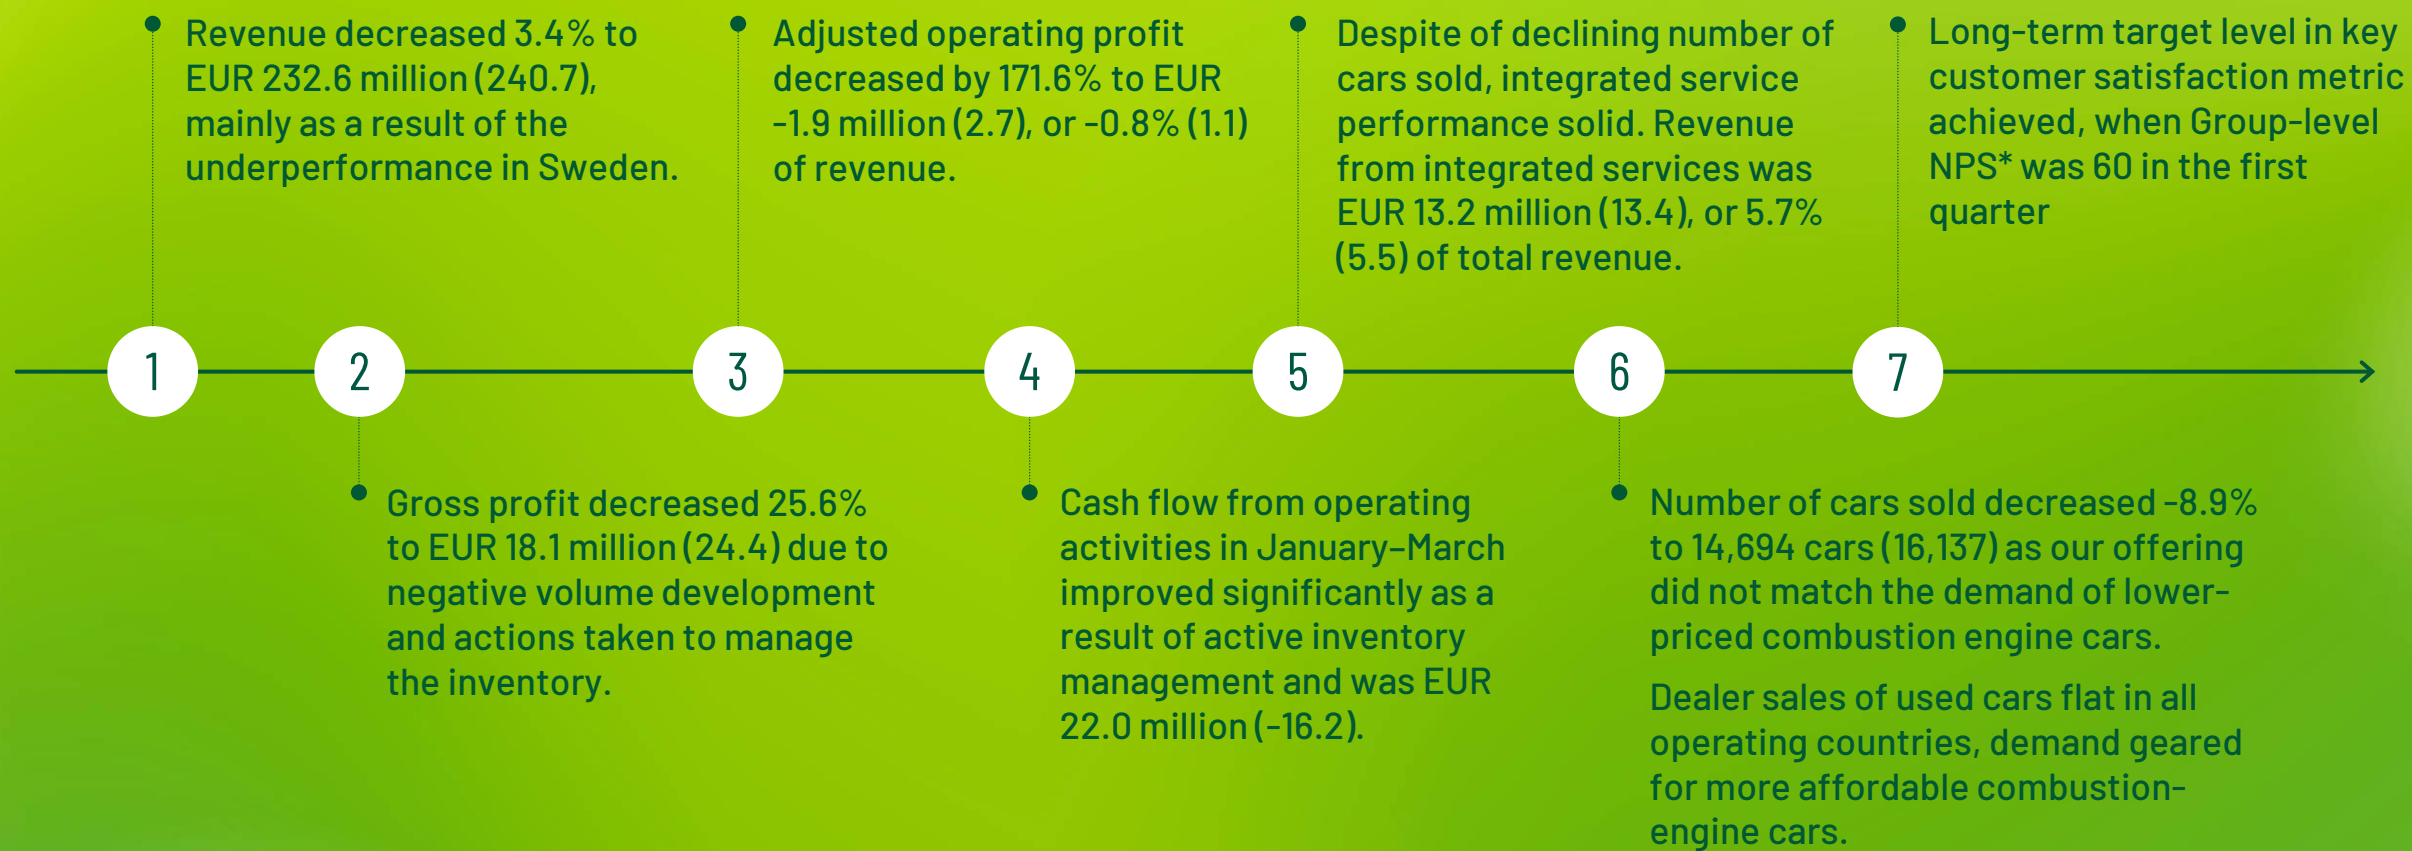 Revenue decreased 3.4% to
EUR 232.6 million (240.7),
mainly as a result of the
underperformance in Sweden.
Adjusted operating profit
decreased by 171.6% to EUR
-1.9 million (2.7), or -0.8% (1.1)
of revenue.
Despite of declining number of
cars sold, integrated service
performance solid. Revenue
from integrated services was
EUR 13.2 million (13.4), or 5.7%
(5.5) of total revenue.
Long-term target level in key
customer satisfaction metric
achieved, when Group-level
NPS* was 60 in the first
quarter
1
2
3
4
5
6
7
Gross profit decreased 25.6%
to EUR 18.1 million (24.4) due to
negative volume development
and actions taken to manage
the inventory.
Cash flow from operating
activities in January–March
improved significantly as a
result of active inventory
management and was EUR
22.0 million (-16.2).
Number of cars sold decreased -8.9%
to 14,694 cars (16,137) as our offering
did not match the demand of lower-
priced combustion engine cars.
Dealer sales of used cars flat in all
operating countries, demand geared
for more affordable combustion-
engine cars.